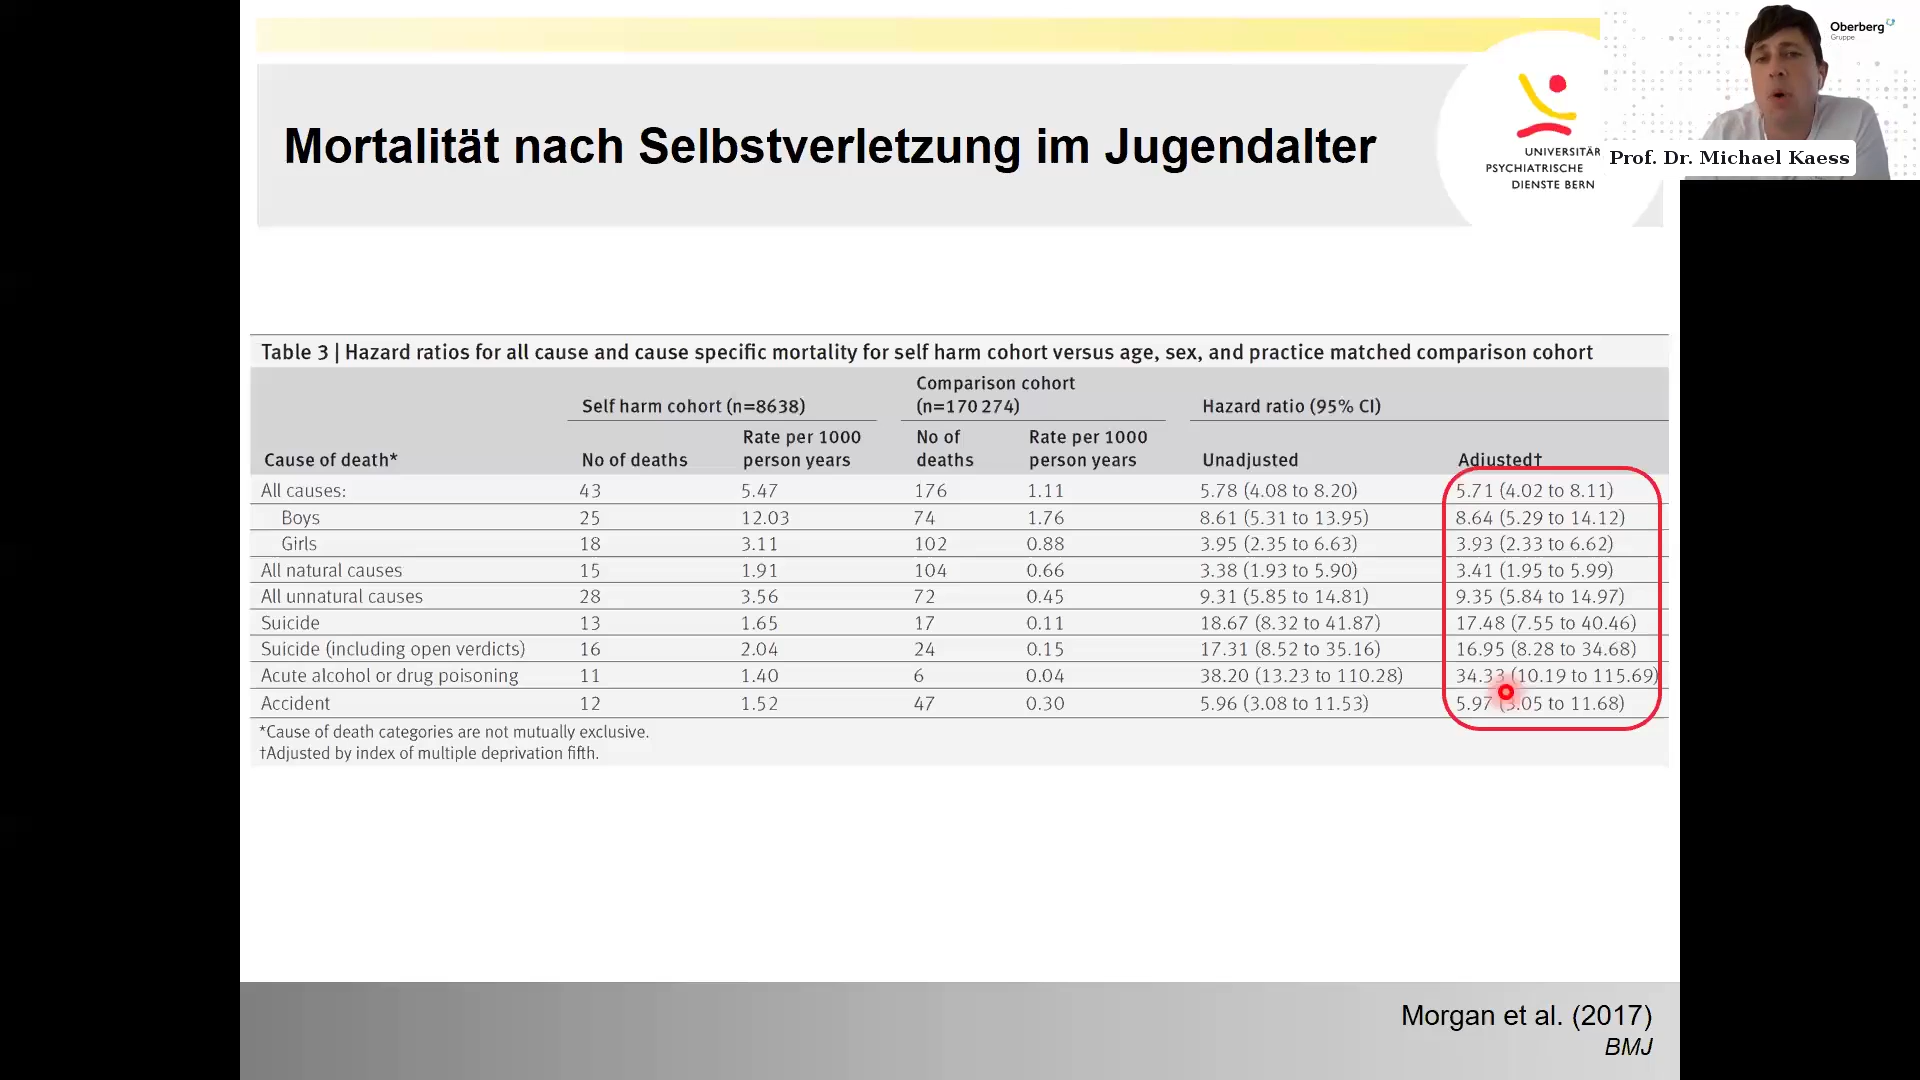 Oberberg
Gruppe
Prof. Dr. Michael Kaess
Mortalität nach Selbstverletzung im Jugendalter
UNIVERSITÄR
PSYCHIATRISCHE
DIENSTE BERN
Table 3 | Hazard ratios for all cause and cause specific mortality for self harm cohort versus age, sex, and practice matched comparison cohort
Self harm cohort (n=8638) Comparison cohort (n=170 274) Hazard ratio (95% CI)
Cause of death* No of deaths Rate per 1000 person years No of deaths Rate per 1000 person years Unadjusted Adjusted†
All causes: 43 5.47 176 1.11 5.78 (4.08 to 8.20) 5.71 (4.02 to 8.11)
Boys 25 12.03 74 1.76 8.61 (5.31 to 13.95) 8.64 (5.29 to 14.12)
Girls 18 3.11 102 0.88 3.95 (2.35 to 6.63) 3.93 (2.33 to 6.62)
All natural causes 15 1.91 104 0.66 3.38 (1.93 to 5.90) 3.41 (1.95 to 5.99)
All unnatural causes 28 3.56 72 0.45 9.31 (5.85 to 14.81) 9.35 (5.84 to 14.97)
Suicide 13 1.65 17 0.11 18.67 (8.32 to 41.87) 17.48 (7.55 to 40.46)
Suicide (including open verdicts) 16 2.04 24 0.15 17.31 (8.52 to 35.16) 16.95 (8.28 to 34.68)
Acute alcohol or drug poisoning 11 1.40 6 0.04 38.20 (13.23 to 110.28) 34.33 (10.19 to 115.69)
Accident 12 1.52 47 0.30 5.96 (3.08 to 11.53) 5.97 (3.05 to 11.68)
*Cause of death categories are not mutually exclusive.
†Adjusted by index of multiple deprivation fifth.
Morgan et al. (2017)
BMJ